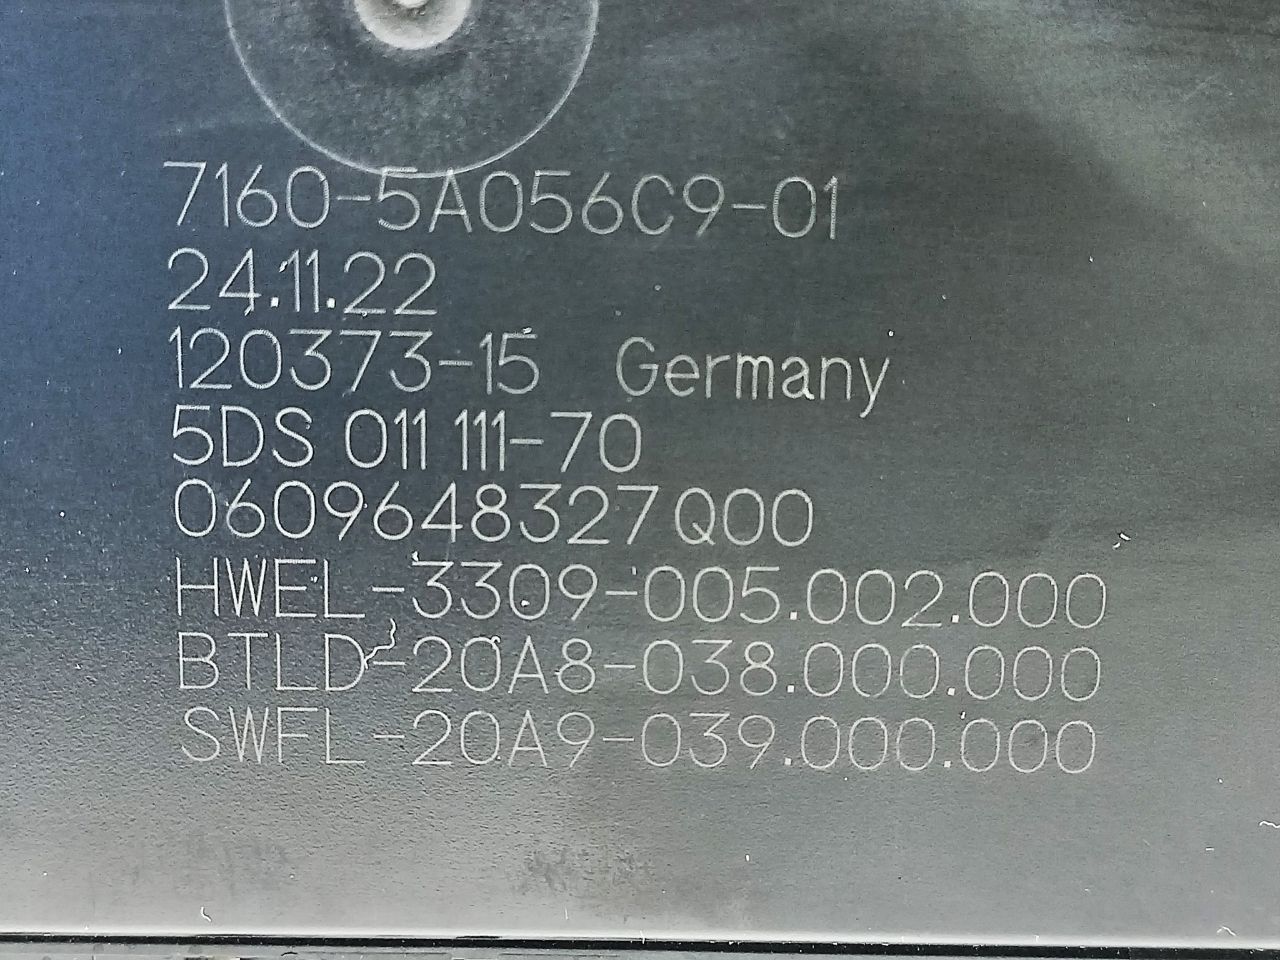 7160-5A056C9-01
24.11.22
120373-15 Germany
5DS 011 111-70
0609648327Q00
HWEL-3309-005.002.000
BTLD-20A8-038.000.000
SWFL-20A9-039.000.000